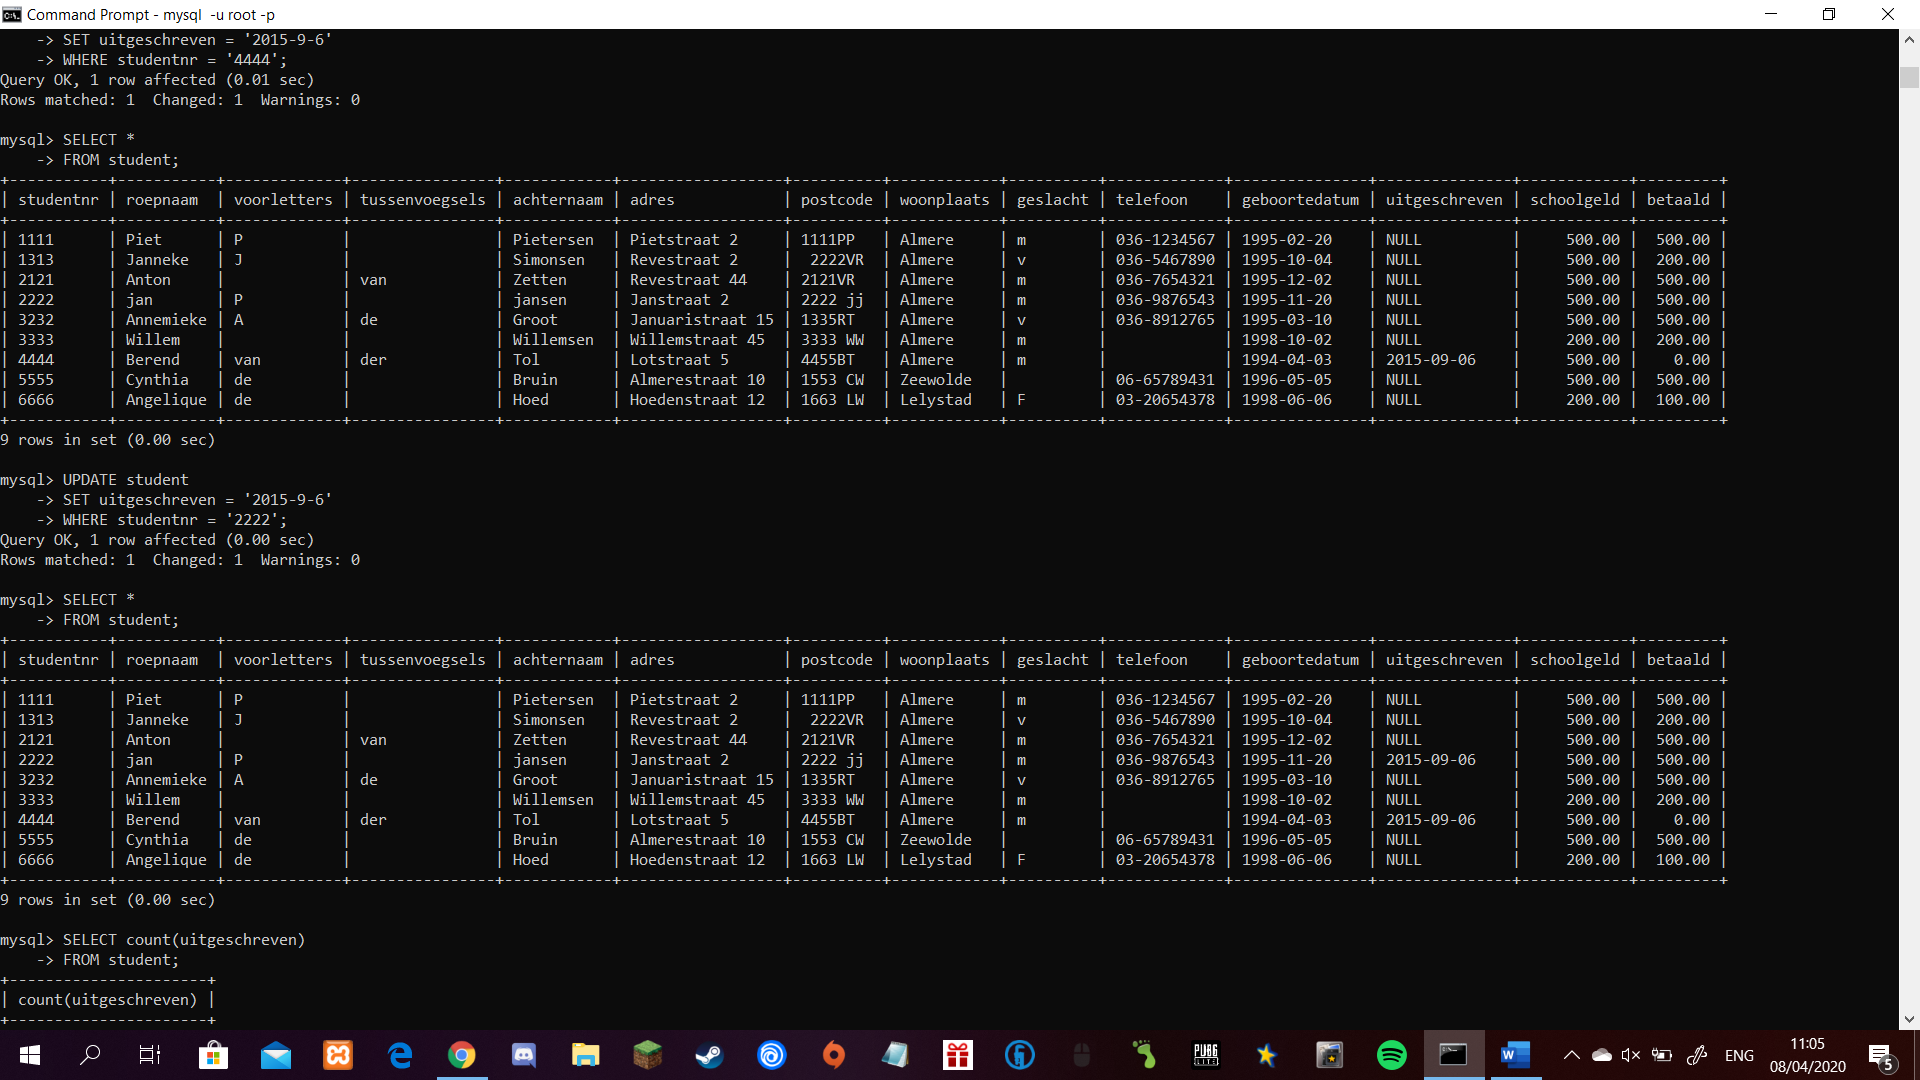 Command Prompt - mysql  -u root -p
    -> SET uitgeschreven = '2015-9-6'
    -> WHERE studentnr = '4444';
Query OK, 1 row affected (0.01 sec)
Rows matched: 1  Changed: 1  Warnings: 0
mysql> SELECT *
    -> FROM student;
+-----------+-----------+-------------+----------------+------------+------------------+----------+------------+----------+-------------+---------------+---------------+------------+---------+
| studentnr | roepnaam  | voorletters | tussenvoegsels | achternaam | adres            | postcode | woonplaats | geslacht | telefoon    | geboortedatum | uitgeschreven | schoolgeld | betaald |
+-----------+-----------+-------------+----------------+------------+------------------+----------+------------+----------+-------------+---------------+---------------+------------+---------+
| 1111      | Piet      | P           |                | Pietersen  | Pietstraat 2     | 1111PP   | Almere     | m        | 036-1234567 | 1995-02-20    | NULL          |     500.00 |  500.00 |
| 1313      | Janneke   | J           |                | Simonsen   | Revestraat 2     |  2222VR  | Almere     | v        | 036-5467890 | 1995-10-04    | NULL          |     500.00 |  200.00 |
| 2121      | Anton     |             | van            | Zetten     | Revestraat 44    | 2121VR   | Almere     | m        | 036-7654321 | 1995-12-02    | NULL          |     500.00 |  500.00 |
| 2222      | jan       | P           |                | jansen     | Janstraat 2      | 2222 jj  | Almere     | m        | 036-9876543 | 1995-11-20    | NULL          |     500.00 |  500.00 |
| 3232      | Annemieke | A           | de             | Groot      | Januaristraat 15 | 1335RT   | Almere     | v        | 036-8912765 | 1995-03-10    | NULL          |     500.00 |  500.00 |
| 3333      | Willem    |             |                | Willemsen  | Willemstraat 45  | 3333 WW  | Almere     | m        |             | 1998-10-02    | NULL          |     200.00 |  200.00 |
| 4444      | Berend    | van         | der            | Tol        | Lotstraat 5      | 4455BT   | Almere     | m        |             | 1994-04-03    | 2015-09-06    |     500.00 |    0.00 |
| 5555      | Cynthia   | de          |                | Bruin      | Almerestraat 10  | 1553 CW  | Zeewolde   |          | 06-65789431 | 1996-05-05    | NULL          |     500.00 |  500.00 |
| 6666      | Angelique | de          |                | Hoed       | Hoedenstraat 12  | 1663 LW  | Lelystad   | F        | 03-20654378 | 1998-06-06    | NULL          |     200.00 |  100.00 |
+-----------+-----------+-------------+----------------+------------+------------------+----------+------------+----------+-------------+---------------+---------------+------------+---------+
9 rows in set (0.00 sec)
mysql> UPDATE student
    -> SET uitgeschreven = '2015-9-6'
    -> WHERE studentnr = '2222';
Query OK, 1 row affected (0.00 sec)
Rows matched: 1  Changed: 1  Warnings: 0
mysql> SELECT *
    -> FROM student;
+-----------+-----------+-------------+----------------+------------+------------------+----------+------------+----------+-------------+---------------+---------------+------------+---------+
| studentnr | roepnaam  | voorletters | tussenvoegsels | achternaam | adres            | postcode | woonplaats | geslacht | telefoon    | geboortedatum | uitgeschreven | schoolgeld | betaald |
+-----------+-----------+-------------+----------------+------------+------------------+----------+------------+----------+-------------+---------------+---------------+------------+---------+
| 1111      | Piet      | P           |                | Pietersen  | Pietstraat 2     | 1111PP   | Almere     | m        | 036-1234567 | 1995-02-20    | NULL          |     500.00 |  500.00 |
| 1313      | Janneke   | J           |                | Simonsen   | Revestraat 2     |  2222VR  | Almere     | v        | 036-5467890 | 1995-10-04    | NULL          |     500.00 |  200.00 |
| 2121      | Anton     |             | van            | Zetten     | Revestraat 44    | 2121VR   | Almere     | m        | 036-7654321 | 1995-12-02    | NULL          |     500.00 |  500.00 |
| 2222      | jan       | P           |                | jansen     | Janstraat 2      | 2222 jj  | Almere     | m        | 036-9876543 | 1995-11-20    | 2015-09-06    |     500.00 |  500.00 |
| 3232      | Annemieke | A           | de             | Groot      | Januaristraat 15 | 1335RT   | Almere     | v        | 036-8912765 | 1995-03-10    | NULL          |     500.00 |  500.00 |
| 3333      | Willem    |             |                | Willemsen  | Willemstraat 45  | 3333 WW  | Almere     | m        |             | 1998-10-02    | NULL          |     200.00 |  200.00 |
| 4444      | Berend    | van         | der            | Tol        | Lotstraat 5      | 4455BT   | Almere     | m        |             | 1994-04-03    | 2015-09-06    |     500.00 |    0.00 |
| 5555      | Cynthia   | de          |                | Bruin      | Almerestraat 10  | 1553 CW  | Zeewolde   |          | 06-65789431 | 1996-05-05    | NULL          |     500.00 |  500.00 |
| 6666      | Angelique | de          |                | Hoed       | Hoedenstraat 12  | 1663 LW  | Lelystad   | F        | 03-20654378 | 1998-06-06    | NULL          |     200.00 |  100.00 |
+-----------+-----------+-------------+----------------+------------+------------------+----------+------------+----------+-------------+---------------+---------------+------------+---------+
9 rows in set (0.00 sec)
mysql> SELECT count(uitgeschreven)
    -> FROM student;
+----------------------+
| count(uitgeschreven) |
+----------------------+
PUBG LITE
ENG
11:05
08/04/2020
5